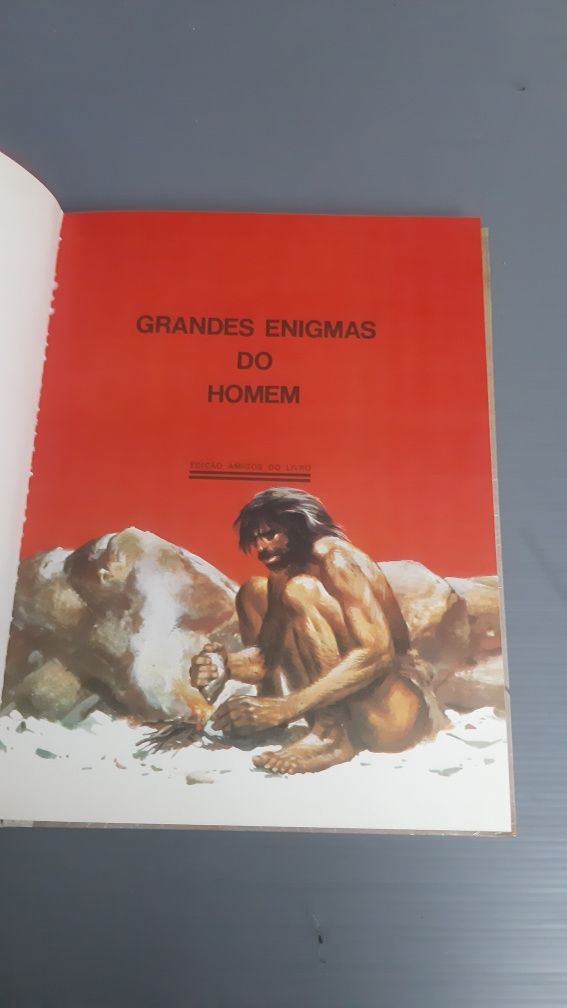 GRANDES ENIGMAS
DO
HOMEM
EDIÇÃO AMIGOS DO LIVRO